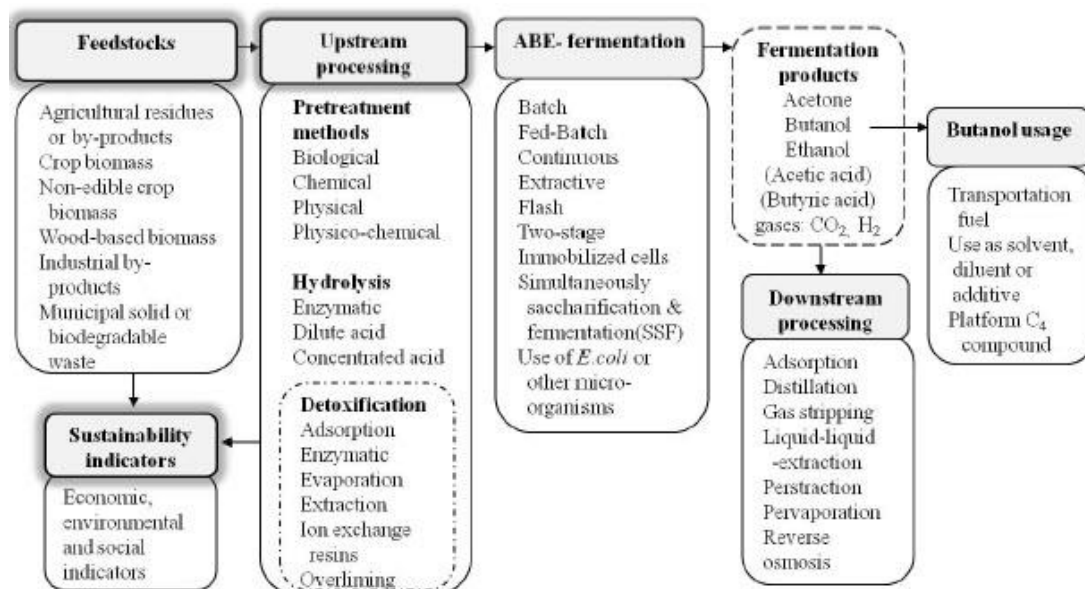 Feedstocks
Agricultural residues
or by-products
Crop biomass
Non-edible crop
biomass
Wood-based biomass
Industrial by-
products
Municipal solid or
biodegradable
waste
Sustainability
indicators
Economic,
environmental
and social
indicators
Upstream
processing
Pretreatment
methods
Biological
Chemical
Physical
Physico-chemical
Hydrolysis
Enzymatic
Dilute acid
Concentrated acid
Detoxification
Adsorption
Enzymatic
Evaporation
Extraction
Ion exchange
resins
Overliming
ABE- fermentation
Batch
Fed-Batch
Continuous
Extractive
Flash
Two-stage
Immobilized cells
Simultaneously
saccharification &
fermentation(SSF)
Use of E.coli or
other micro-
organisms
Fermentation
products
Acetone
Butanol
Ethanol
(Acetic acid)
(Butyric acid)
gases: CO₂, H₂
Downstream
processing
Adsorption
Distillation
Gas stripping
Liquid-liquid
-extraction
Perstraction
Pervaporation
Reverse
osmosis
Butanol usage
Transportation
fuel
Use as solvent,
diluent or
additive
Platform C₄
compound